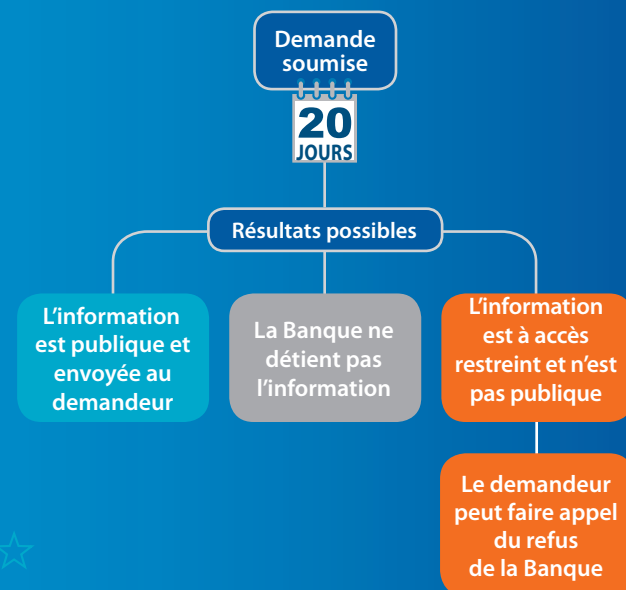 Demande
soumise
20
JOURS
Résultats possibles
L'information
est publique et
envoyée au
demandeur
La Banque ne
détient pas
l'information
L'information
est à accès
restreint et n'est
pas publique
Le demandeur
peut faire appel
du refus
de la Banque